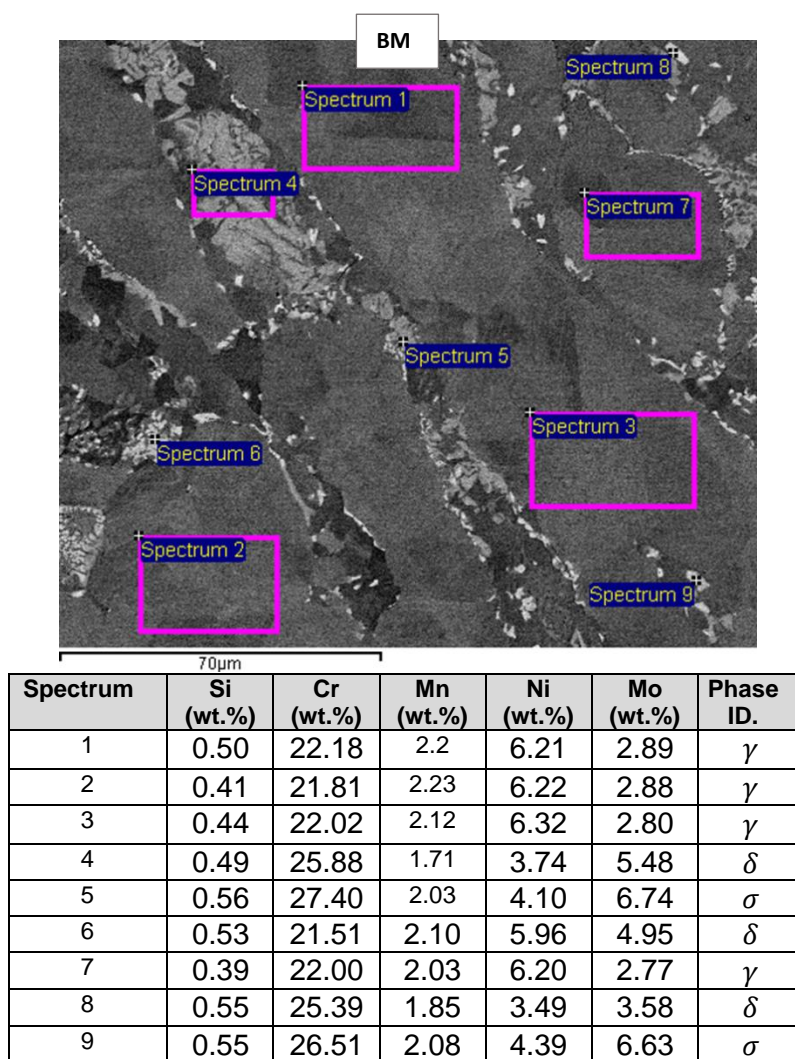 BM
Spectrum 8
Spectrum 1
Spectrum 4
Spectrum 7
Spectrum 5
Spectrum 3
Spectrum 6
Spectrum 2
Spectrum 9
70μm
Spectrum Si (wt.%) Cr (wt.%) Mn (wt.%) Ni (wt.%) Mo (wt.%) Phase ID.
1 0.50 22.18 2.2 6.21 2.89 γ
2 0.41 21.81 2.23 6.22 2.88 γ
3 0.44 22.02 2.12 6.32 2.80 γ
4 0.49 25.88 1.71 3.74 5.48 δ
5 0.56 27.40 2.03 4.10 6.74 σ
6 0.53 21.51 2.10 5.96 4.95 δ
7 0.39 22.00 2.03 6.20 2.77 γ
8 0.55 25.39 1.85 3.49 3.58 δ
9 0.55 26.51 2.08 4.39 6.63 σ